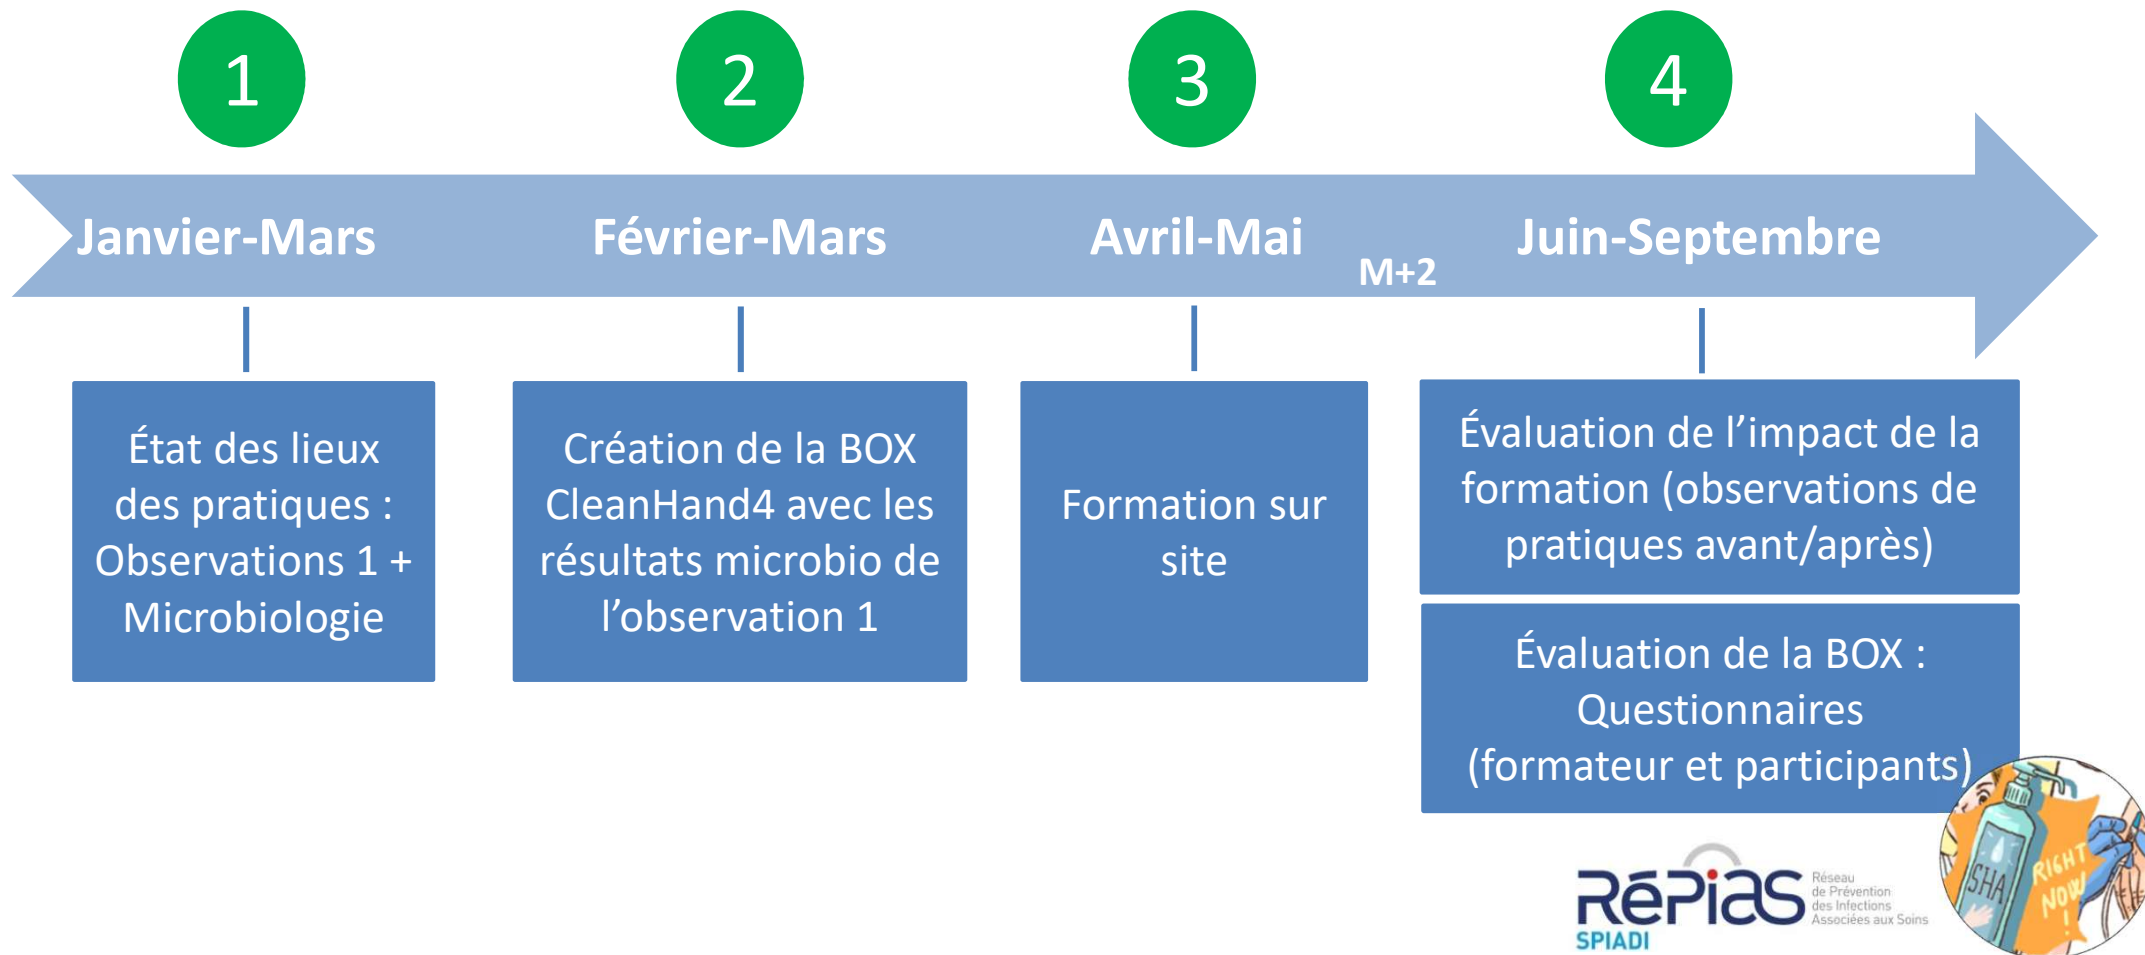 1
2
3
4
Janvier-Mars
Février-Mars
Avril-Mai
M+2
Juin-Septembre
État des lieux
des pratiques :
Observations 1 +
Microbiologie
Création de la BOX
CleanHand4 avec les
résultats microbio de
l’observation 1
Formation sur
site
Évaluation de l’impact de la
formation (observations de
pratiques avant/après)
Évaluation de la BOX :
Questionnaires
(formateur et participants)
RéPiaS
SPIADI
Réseau
de Prévention
des Infections
Associées aux Soins
SHA
RIGHT
NOW
!